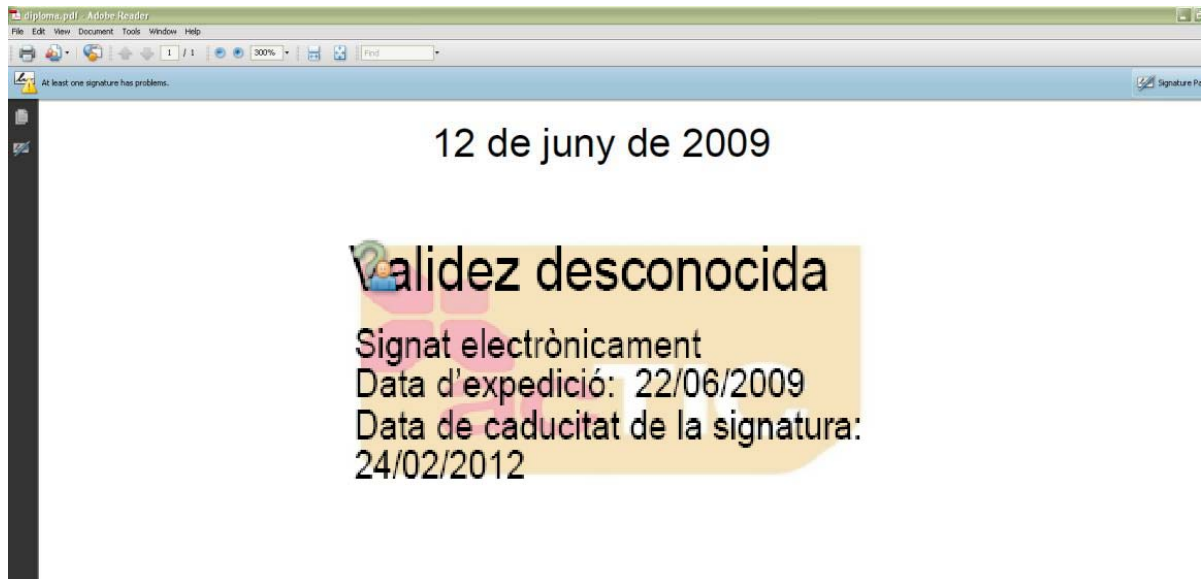 diploma.pdf - Adobe Reader
File Edit View Document Tools Window Help
1 / 1 300% Find
At least one signature has problems.
Signature
12 de juny de 2009
Validez desconocida
Signat electrònicament
Data d'expedició: 22/06/2009
Data de caducitat de la signatura:
24/02/2012
acTIC